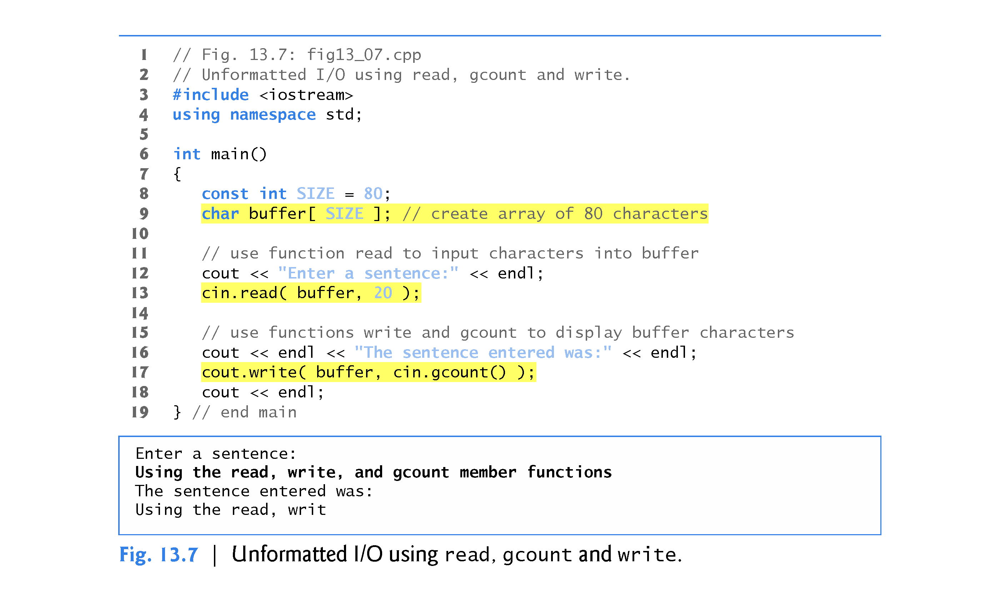 1 // Fig. 13.7: fig13_07.cpp
2 // Unformatted I/O using read, gcount and write.
3 #include <iostream>
4 using namespace std;
5
6 int main()
7 {
8    const int SIZE = 80;
9    char buffer[ SIZE ]; // create array of 80 characters
10
11    // use function read to input characters into buffer
12    cout << "Enter a sentence:" << endl;
13    cin.read( buffer, 20 );
14
15    // use functions write and gcount to display buffer characters
16    cout << endl << "The sentence entered was:" << endl;
17    cout.write( buffer, cin.gcount() );
18    cout << endl;
19 } // end main
Enter a sentence:
Using the read, write, and gcount member functions
The sentence entered was:
Using the read, writ
Fig. 13.7 | Unformatted I/O using read, gcount and write.